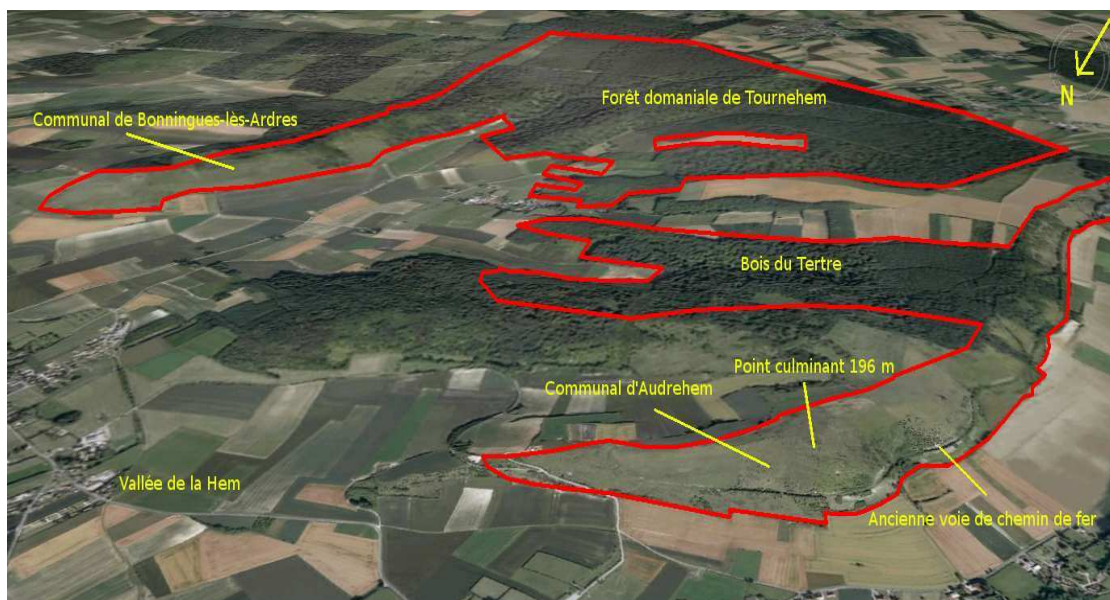 Forêt domaniale de Tournehem
N
Communal de Bonningues-lès-Ardres
Bois du Tertre
Point culminant 196 m
Communal d'Audrehem
Vallée de la Hem
Ancienne voie de chemin de fer